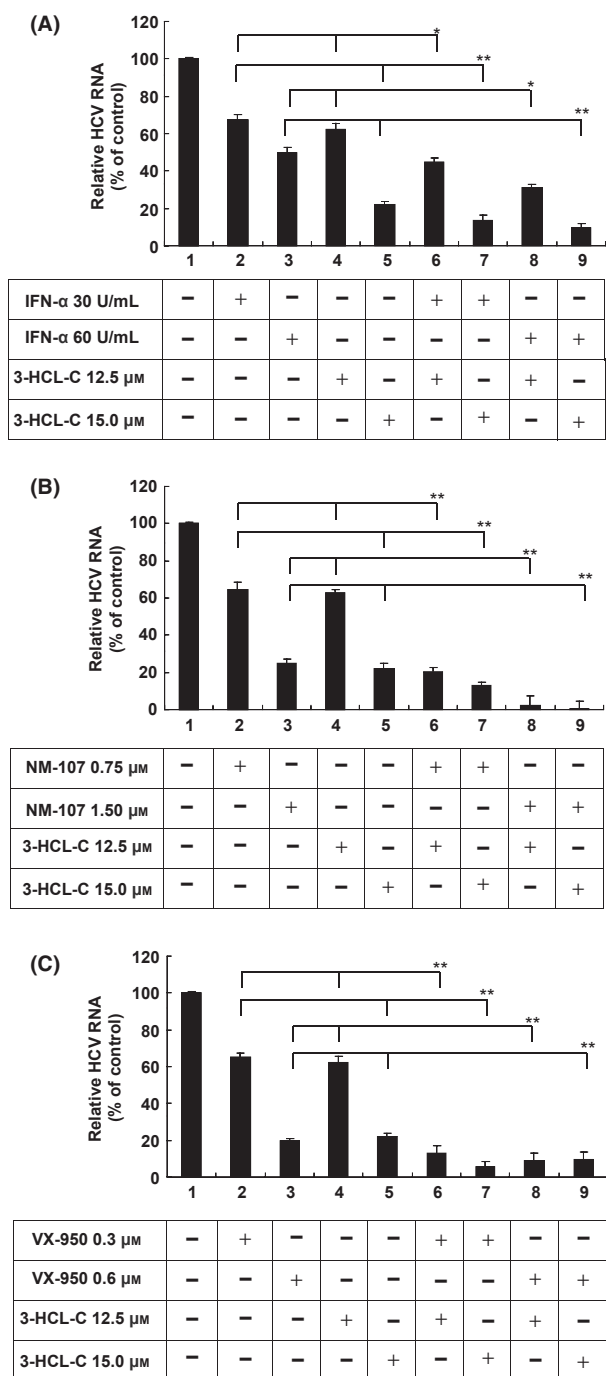 (A)
Relative HCV RNA
(% of control)
120
100
80
60
40
20
0
*
**
*
**
1 2 3 4 5 6 7 8 9
IFN-α 30 U/mL − + − − − + + − −
IFN-α 60 U/mL − − + − − − − + +
3-HCL-C 12.5 μM − − − + − + − + −
3-HCL-C 15.0 μM − − − − + − + − +
(B)
Relative HCV RNA
(% of control)
120
100
80
60
40
20
0
**
**
**
**
1 2 3 4 5 6 7 8 9
NM-107 0.75 μM − + − − − + + − −
NM-107 1.50 μM − − + − − − − + +
3-HCL-C 12.5 μM − − − + − + − + −
3-HCL-C 15.0 μM − − − − + − + − +
(C)
Relative HCV RNA
(% of control)
120
100
80
60
40
20
0
**
**
**
**
1 2 3 4 5 6 7 8 9
VX-950 0.3 μM − + − − − + + − −
VX-950 0.6 μM − − + − − − − + +
3-HCL-C 12.5 μM − − − + − + − + −
3-HCL-C 15.0 μM − − − − + − + − +